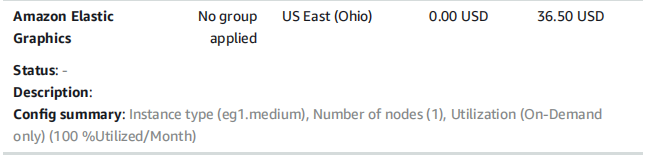 Amazon Elastic No group US East (Ohio) 0.00 USD 36.50 USD
Graphics applied
Status: -
Description:
Config summary: Instance type (eg1.medium), Number of nodes (1), Utilization (On-Demand
only) (100 %Utilized/Month)